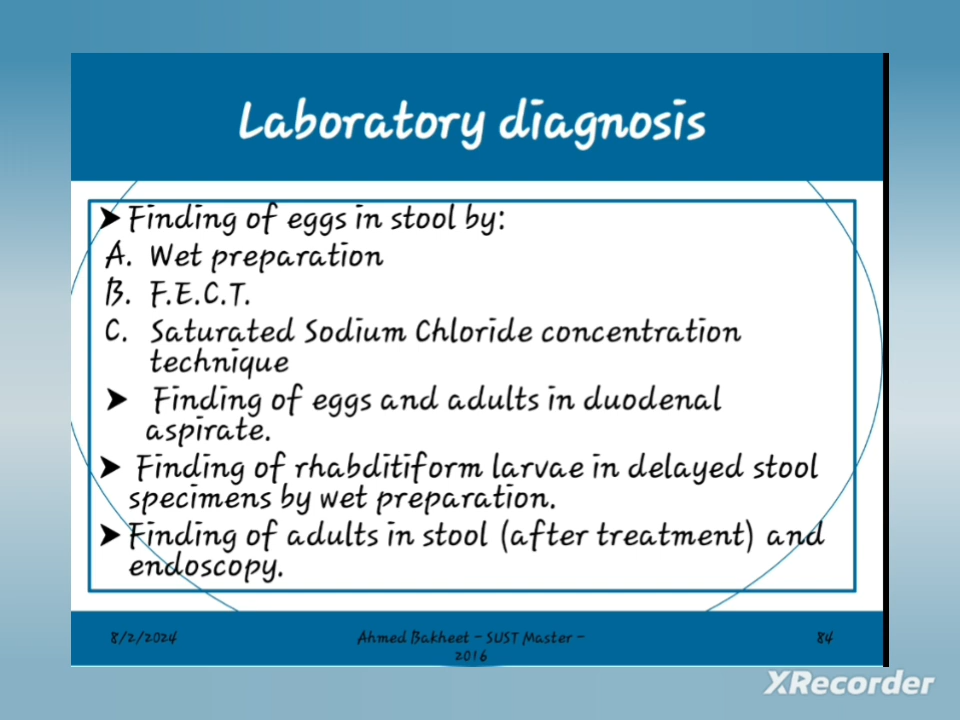 Laboratory diagnosis
➤ Finding of eggs in stool by:
A. Wet preparation
B. F.E.C.T.
C. Saturated Sodium Chloride concentration
technique
➤ Finding of eggs and adults in duodenal
aspirate.
➤ Finding of rhabditiform larvae in delayed stool
specimens by wet preparation.
➤ Finding of adults in stool (after treatment) and
endoscopy.
8/2/2024
Ahmed Bakheet – SUST Master –
2016
84
XRecorder